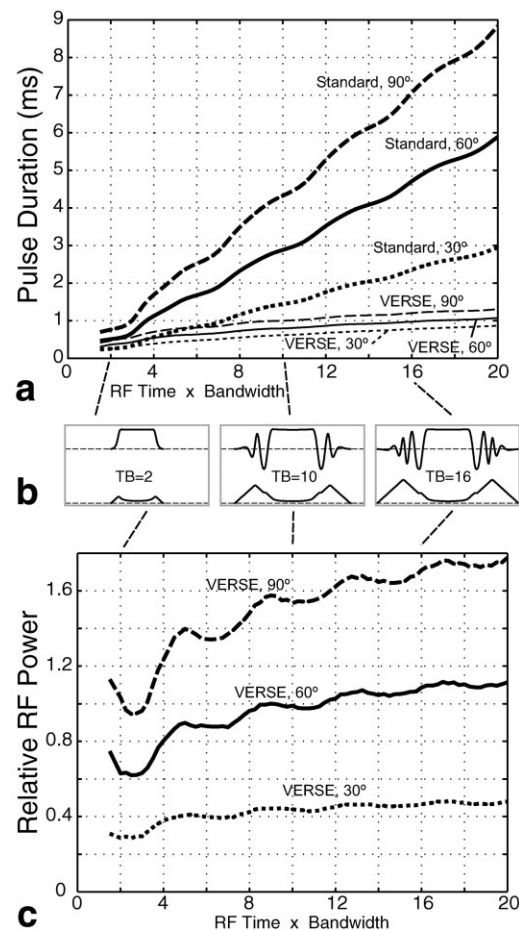 9
8
7
6
5
4
3
2
1
0
Pulse Duration (ms)
Standard, 90º
Standard, 60º
Standard, 30º
VERSE, 90º
VERSE, 30º
VERSE, 60º
0 4 8 12 16 20
RF Time x Bandwidth
a
TB=2
TB=10
TB=16
b
1.6
1.2
0.8
0.4
0
Relative RF Power
VERSE, 90º
VERSE, 60º
VERSE, 30º
0 4 8 12 16 20
RF Time x Bandwidth
c